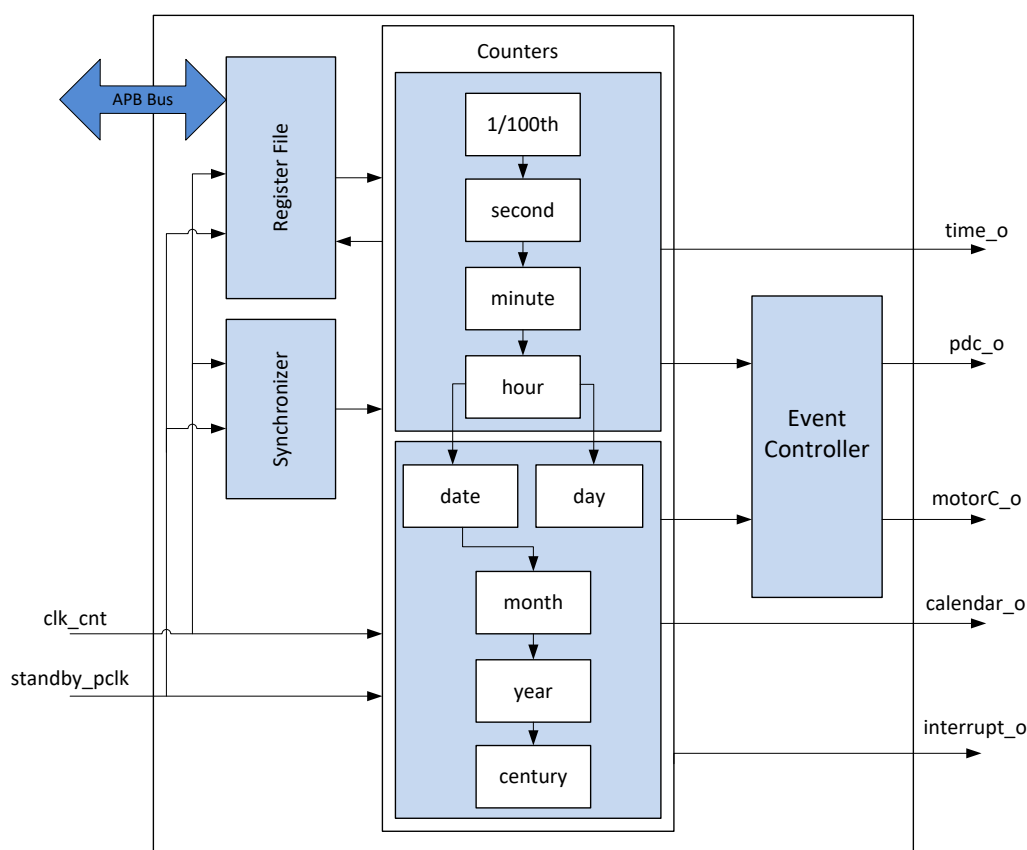 Counters
APB Bus
Register File
1/100th
second
time_o
minute
pdc_o
hour
Synchronizer
Event
Controller
date
day
motorC_o
month
calendar_o
clk_cnt
standby_pclk
year
interrupt_o
century